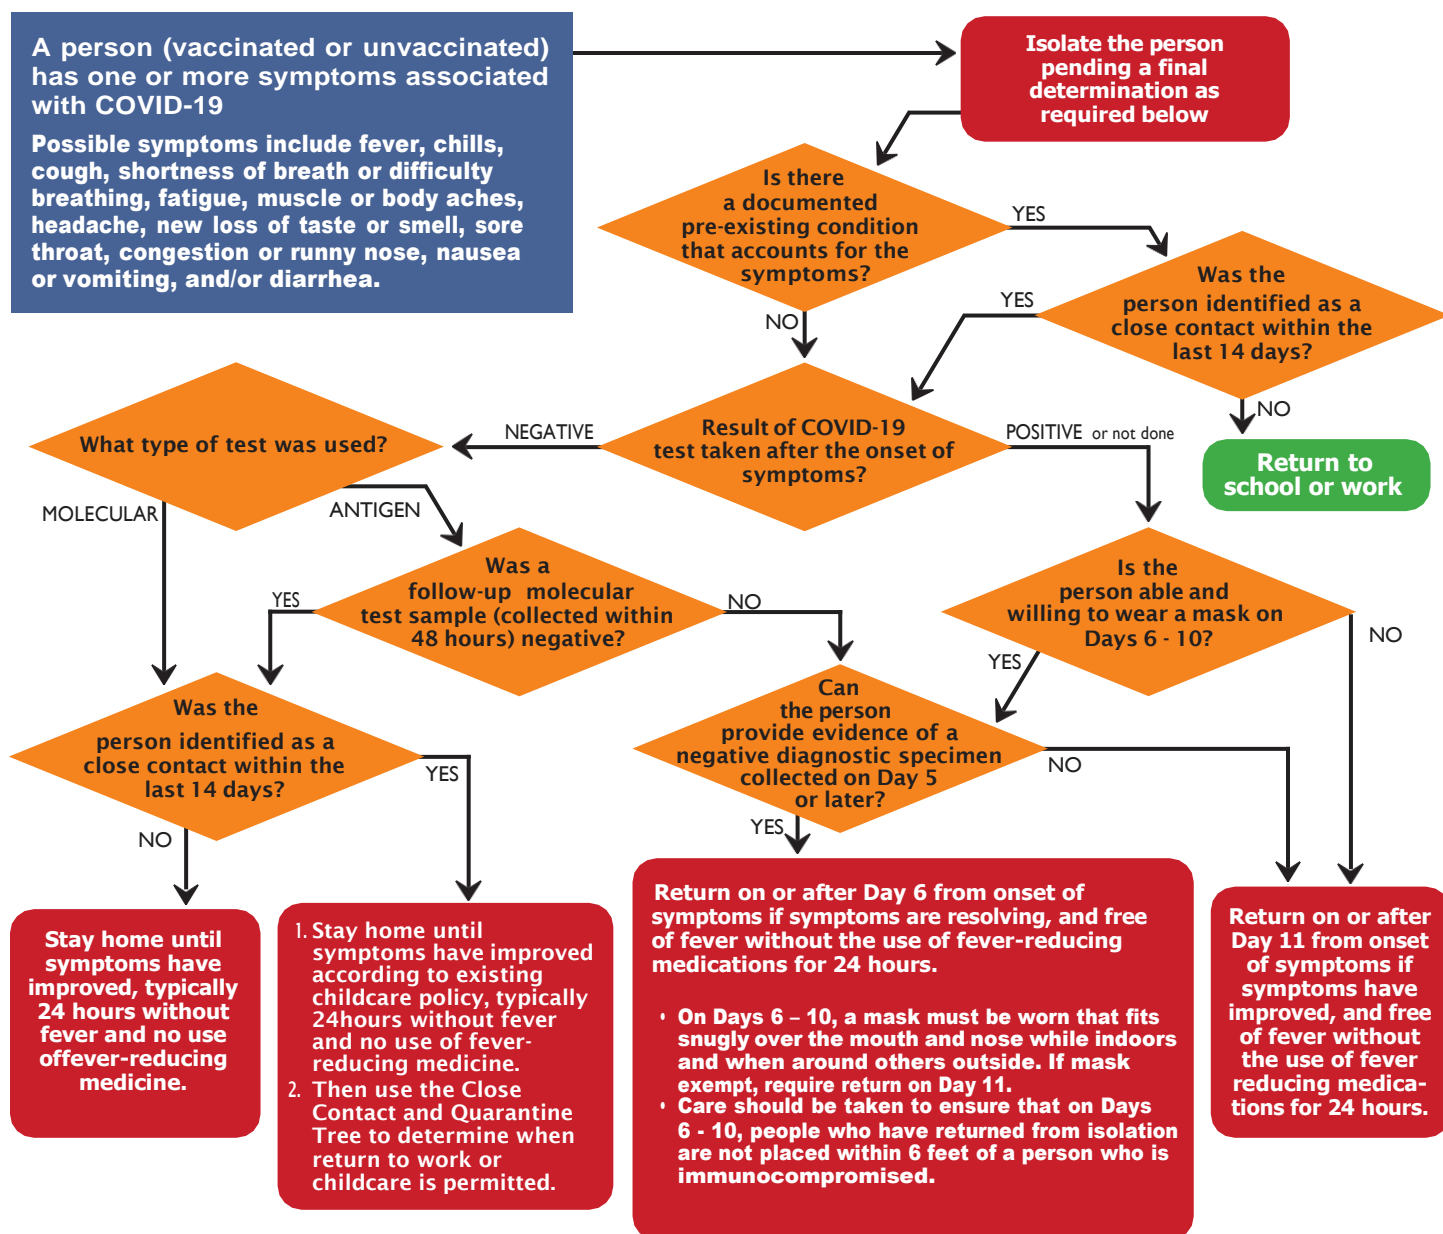 A person (vaccinated or unvaccinated)
has one or more symptoms associated
with COVID-19
Possible symptoms include fever, chills,
cough, shortness of breath or difficulty
breathing, fatigue, muscle or body aches,
headache, new loss of taste or smell, sore
throat, congestion or runny nose, nausea
or vomiting, and/or diarrhea.
Isolate the person
pending a final
determination as
required below
Is there
a documented
pre-existing condition
that accounts for the
symptoms?
YES
NO
Was the
person identified as a
close contact within the
last 14 days?
YES
NO
Return to
school or work
Result of COVID-19
test taken after the onset of
symptoms?
NEGATIVE
POSITIVE or not done
What type of test was used?
MOLECULAR
ANTIGEN
Was a
follow-up molecular
test sample (collected within
48 hours) negative?
YES
NO
Is the
person able and
willing to wear a mask on
Days 6 - 10?
YES
NO
Was the
person identified as a
close contact within the
last 14 days?
YES
NO
Can
the person
provide evidence of a
negative diagnostic specimen
collected on Day 5
or later?
NO
YES
Stay home until
symptoms have
improved, typically
24 hours without
fever and no use
offever-reducing
medicine.
1. Stay home until
symptoms have improved
according to existing
childcare policy, typically
24hours without fever
and no use of fever-
reducing medicine.
2. Then use the Close
Contact and Quarantine
Tree to determine when
return to work or
childcare is permitted.
Return on or after Day 6 from onset of
symptoms if symptoms are resolving, and free
of fever without the use of fever-reducing
medications for 24 hours.
• On Days 6 – 10, a mask must be worn that fits
snugly over the mouth and nose while indoors
and when around others outside. If mask
exempt, require return on Day 11.
• Care should be taken to ensure that on Days
6 - 10, people who have returned from isolation
are not placed within 6 feet of a person who is
immunocompromised.
Return on or after
Day 11 from onset
of symptoms if
symptoms have
improved, and free
of fever without
the use of fever
reducing medica-
tions for 24 hours.